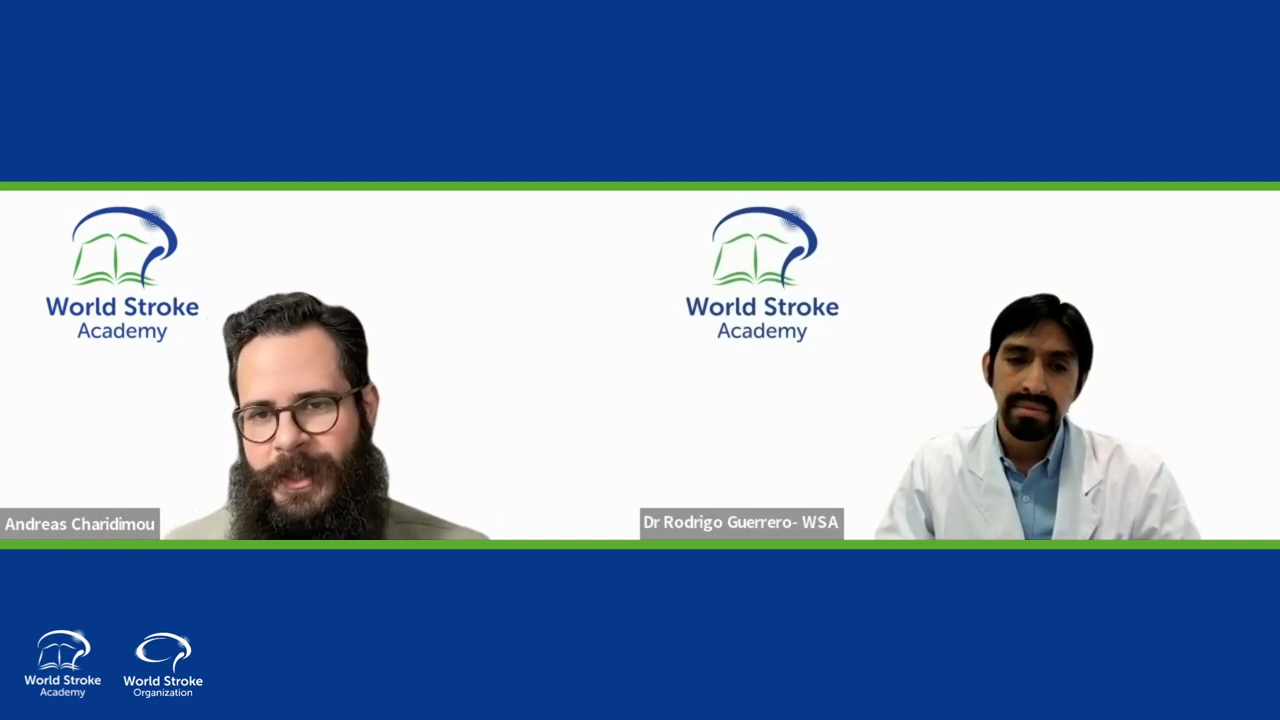 World Stroke
Academy
World Stroke
Academy
Andreas Charidimou
Dr Rodrigo Guerrero- WSA
World Stroke
Academy
World Stroke
Organization